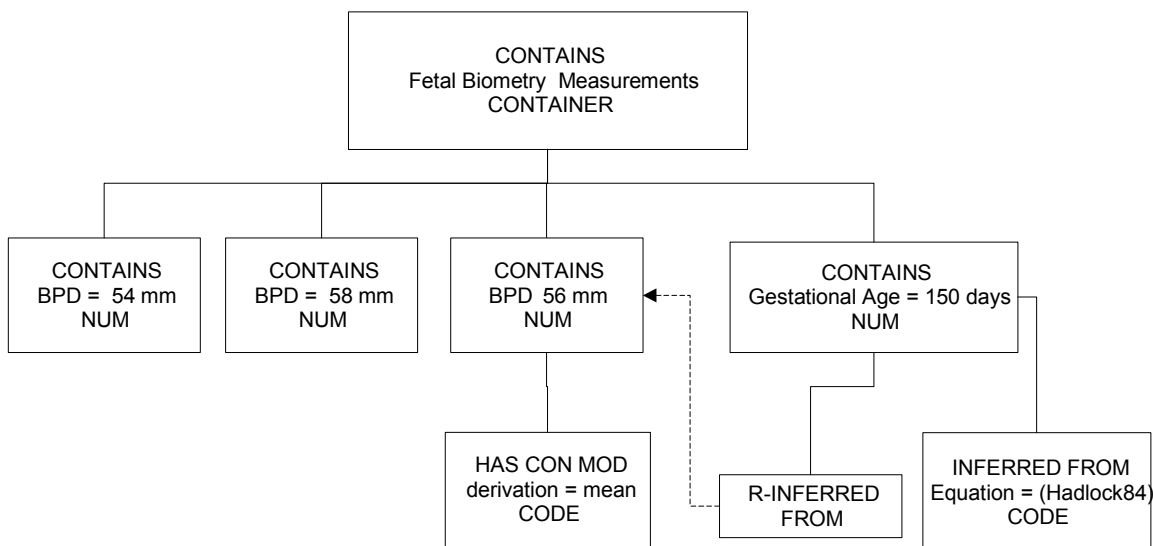 CONTAINS
Fetal Biometry Measurements
CONTAINER
CONTAINS
BPD = 54 mm
NUM
CONTAINS
BPD = 58 mm
NUM
CONTAINS
BPD 56 mm
NUM
CONTAINS
Gestational Age = 150 days
NUM
HAS CON MOD
derivation = mean
CODE
R-INFERRED
FROM
INFERRED FROM
Equation = (Hadlock84)
CODE